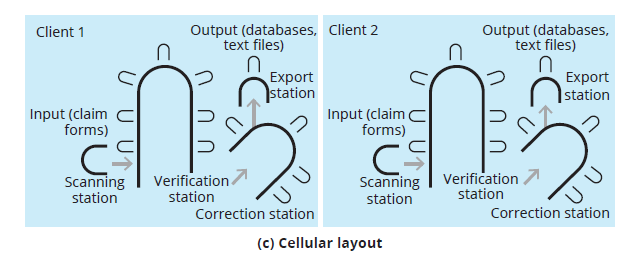 Client 1
Output (databases,
text files)
Export
station
Input (claim
forms)
Scanning
station
Verification
station
Correction station
Client 2
Output (databases,
text files)
Export
station
Input (claim
forms)
Scanning
station
Verification
station
Correction station
(c) Cellular layout